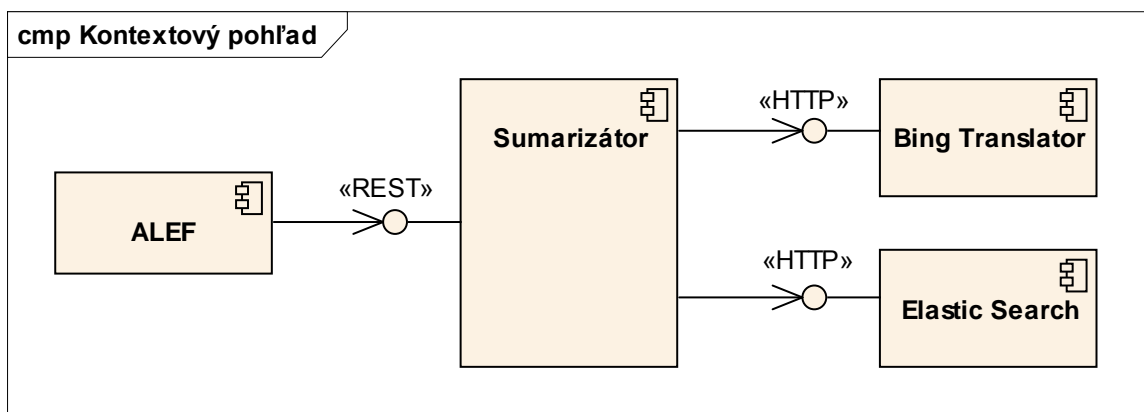 cmp Kontextový pohľad
«HTTP»
Sumarizátor
Bing Translator
«REST»
ALEF
«HTTP»
Elastic Search